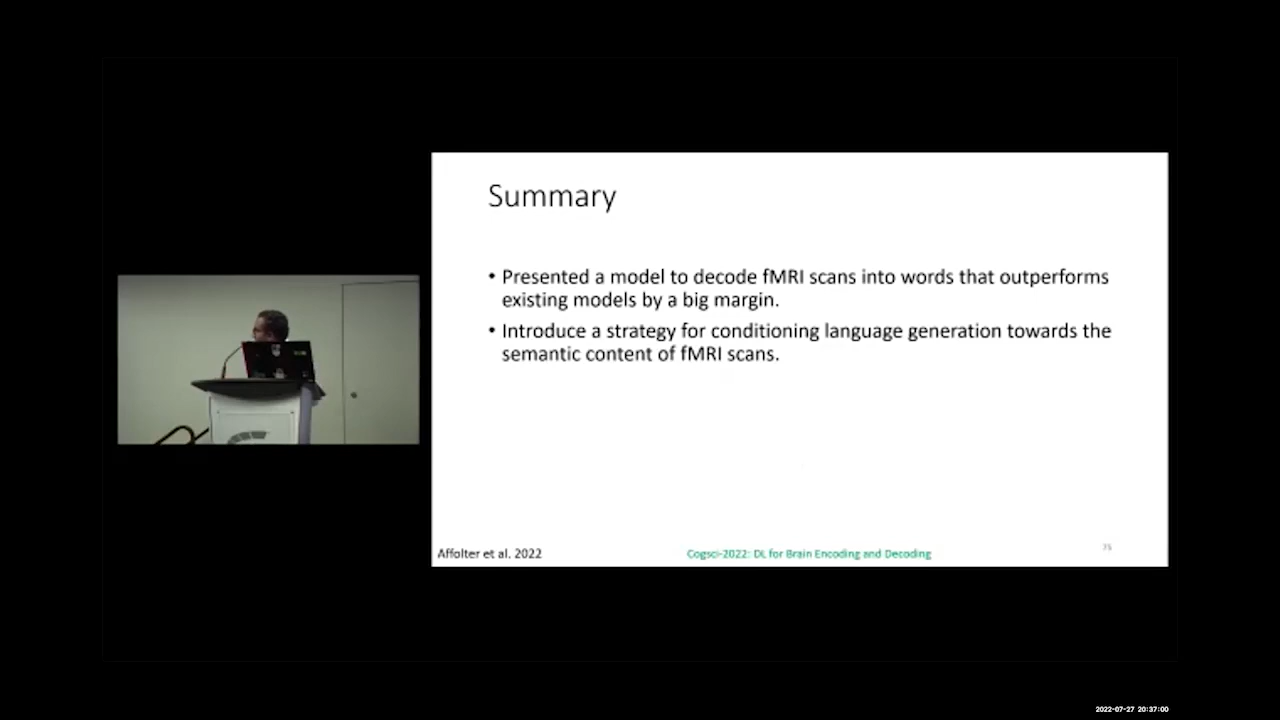 Summary
• Presented a model to decode fMRI scans into words that outperforms
existing models by a big margin.
• Introduce a strategy for conditioning language generation towards the
semantic content of fMRI scans.
Affolter et al. 2022
Cogsci-2022: DL for Brain Encoding and Decoding
75
2022-07-27 20:37:00